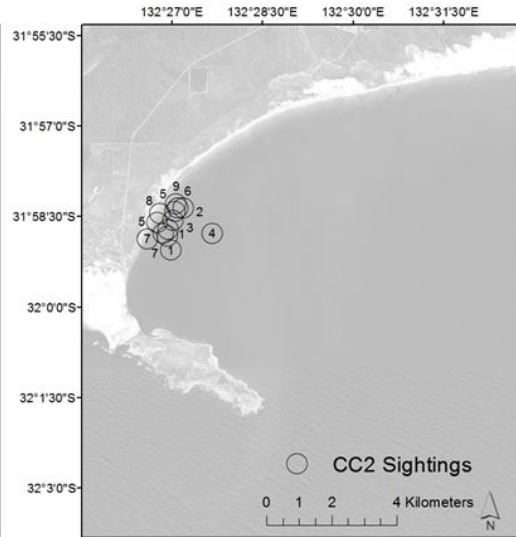 132°27'0"E 132°28'30"E 132°30'0"E 132°31'30"E
31°55'30"S
31°57'0"S
31°58'30"S
32°0'0"S
32°1'30"S
32°3'0"S
9
5 6
8
2
5
3
4
7 1
7 1
CC2 Sightings
0 1 2 4 Kilometers
N